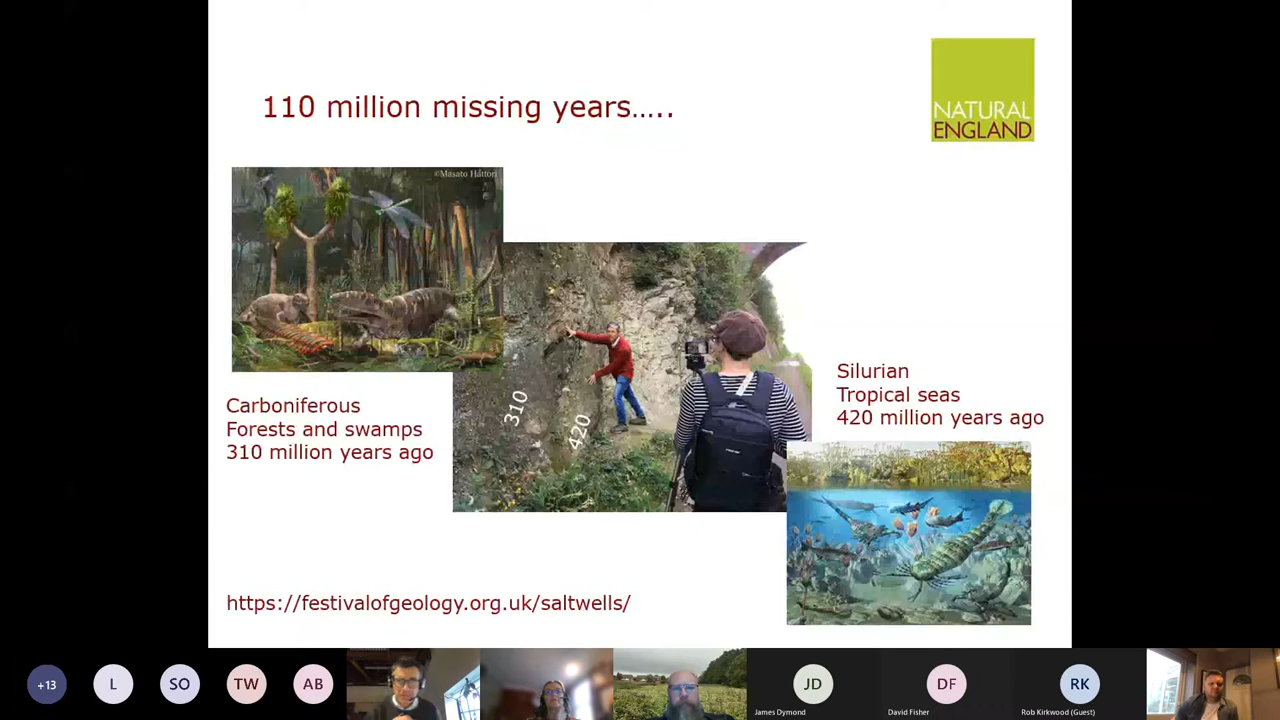 110 million missing years…..
NATURAL
ENGLAND
©Masato Hattori
310
420
Silurian
Tropical seas
420 million years ago
Carboniferous
Forests and swamps
310 million years ago
https://festivalofgeology.org.uk/saltwells/
+13
L
SO
TW
AB
JD
James Dymond
DF
David Fisher
RK
Rob Kirkwood (Guest)